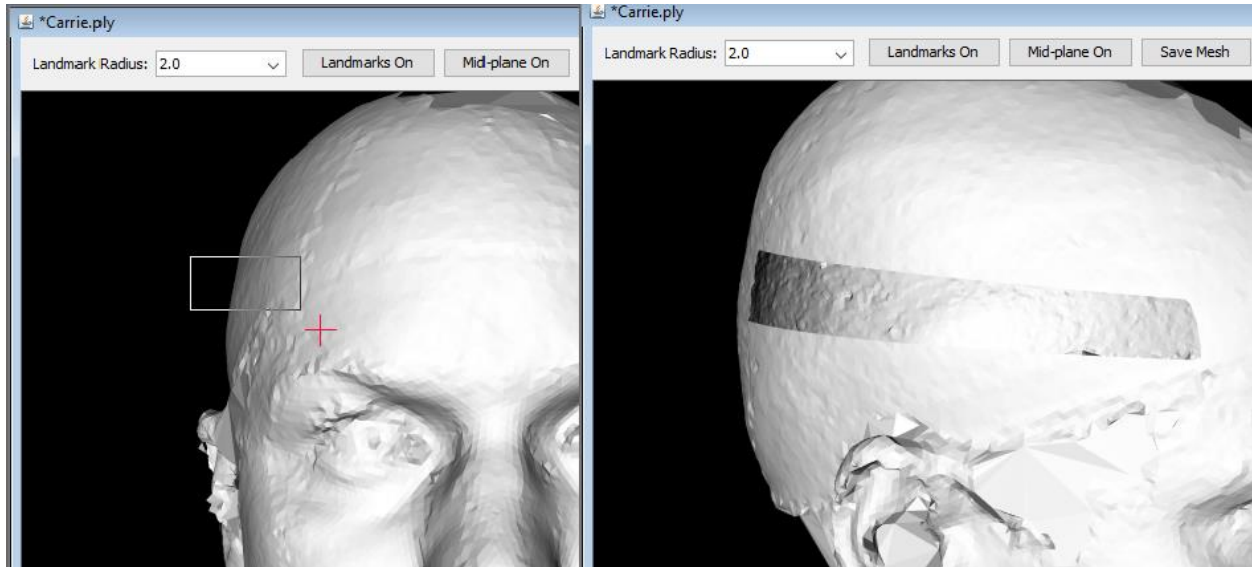 *Carrie.ply
Landmark Radius: 2.0 Landmarks On Mid-plane On
*Carrie.ply
Landmark Radius: 2.0 Landmarks On Mid-plane On Save Mesh